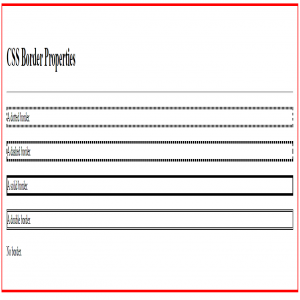 CSS Border Properties
A dotted border.
A dashed border.
A solid border.
A double border.
No border.